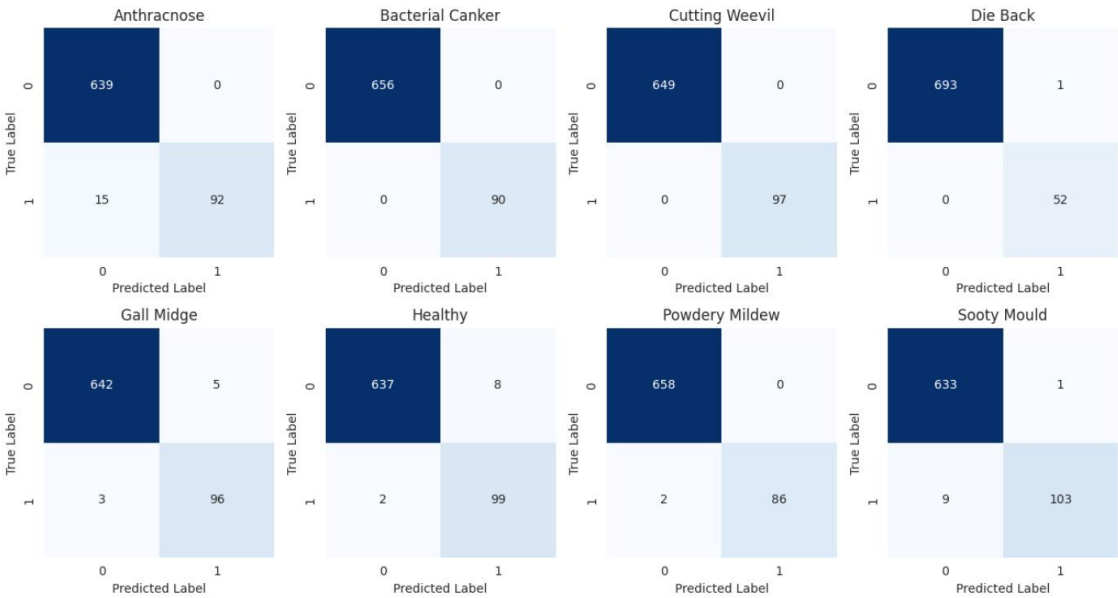 Anthracnose
Bacterial Canker
Cutting Weevil
Die Back
True Label
0
639
0
1
15
92
0
1
Predicted Label
True Label
0
656
0
1
0
90
0
1
Predicted Label
True Label
0
649
0
1
0
97
0
1
Predicted Label
True Label
0
693
1
1
0
52
0
1
Predicted Label
Gall Midge
Healthy
Powdery Mildew
Sooty Mould
True Label
0
642
5
1
3
96
0
1
Predicted Label
True Label
0
637
8
1
2
99
0
1
Predicted Label
True Label
0
658
0
1
2
86
0
1
Predicted Label
True Label
0
633
1
1
9
103
0
1
Predicted Label